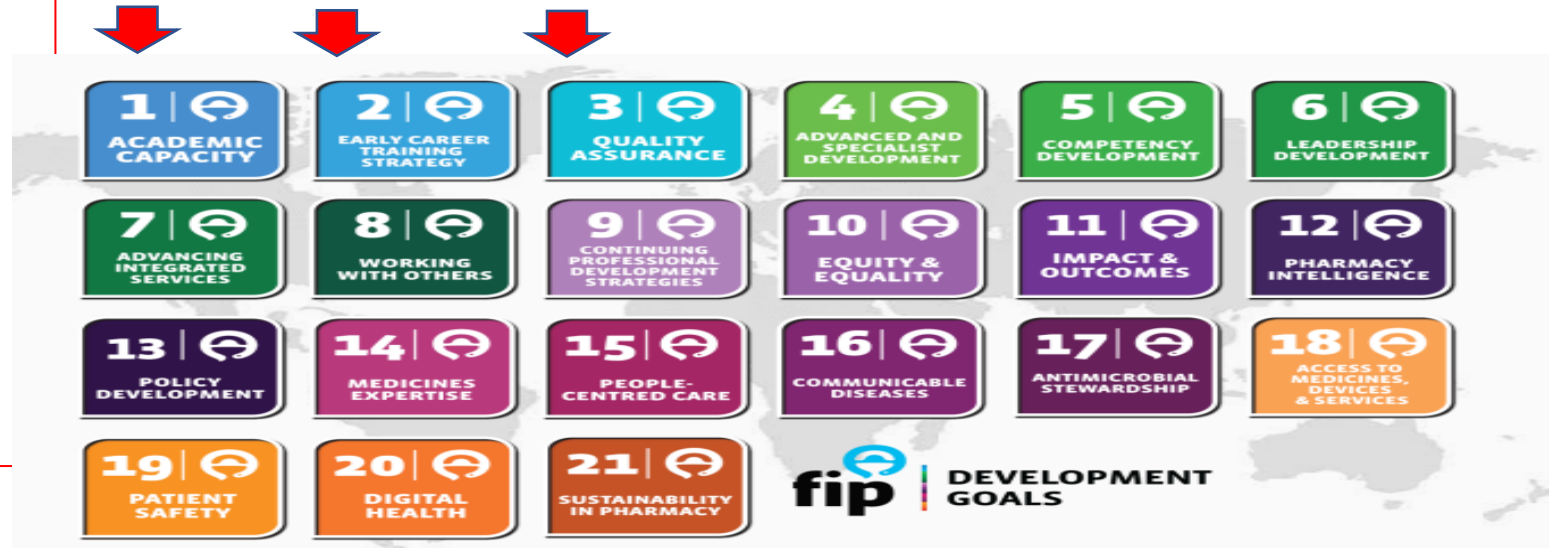 1
ACADEMIC
CAPACITY
2
EARLY CAREER
TRAINING
STRATEGY
3
QUALITY
ASSURANCE
4
ADVANCED AND
SPECIALIST
DEVELOPMENT
5
COMPETENCY
DEVELOPMENT
6
LEADERSHIP
DEVELOPMENT
7
ADVANCING
INTEGRATED
SERVICES
8
WORKING
WITH OTHERS
9
CONTINUING
PROFESSIONAL
DEVELOPMENT
STRATEGIES
10
EQUITY &
EQUALITY
11
IMPACT &
OUTCOMES
12
PHARMACY
INTELLIGENCE
13
POLICY
DEVELOPMENT
14
MEDICINES
EXPERTISE
15
PEOPLE-
CENTRED CARE
16
COMMUNICABLE
DISEASES
17
ANTIMICROBIAL
STEWARDSHIP
18
ACCESS TO
MEDICINES,
DEVICES
& SERVICES
19
PATIENT
SAFETY
20
DIGITAL
HEALTH
21
SUSTAINABILITY
IN PHARMACY
fip
DEVELOPMENT
GOALS